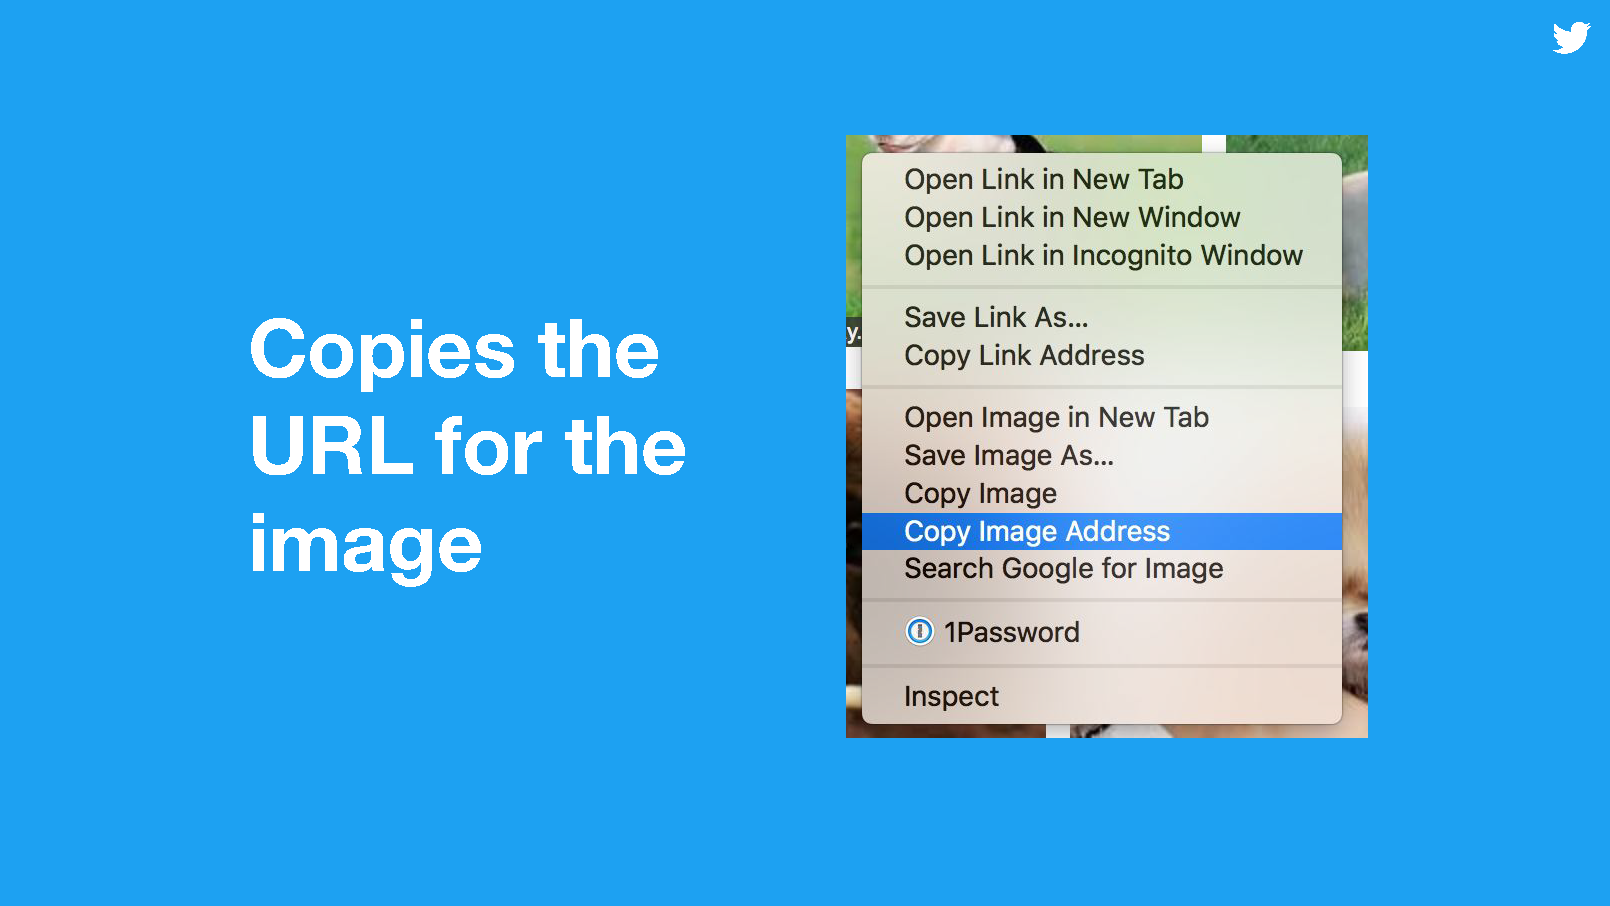 Copies the
URL for the
image
Open Link in New Tab
Open Link in New Window
Open Link in Incognito Window
Save Link As...
Copy Link Address
y.
Open Image in New Tab
Save Image As...
Copy Image
Copy Image Address
Search Google for Image
1Password
Inspect